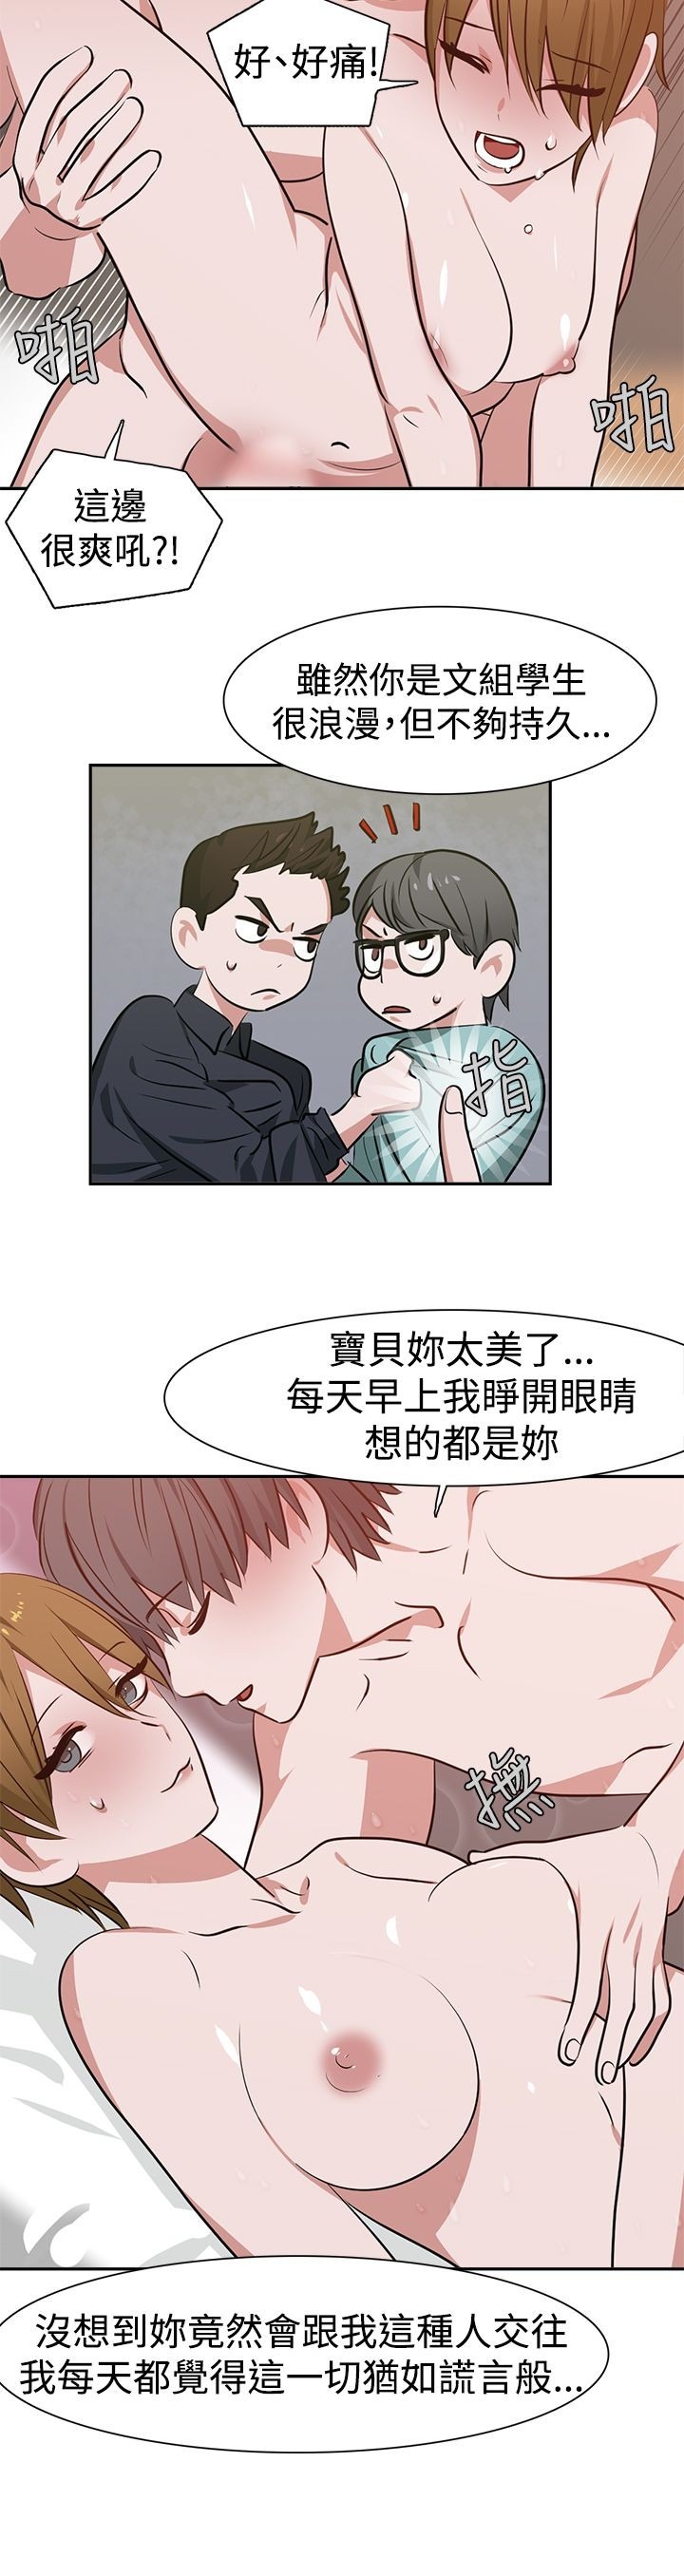 好、好痛!
啪
啪
這邊
很爽吼?!
雖然你是文組學生
很浪漫,但不夠持久...
指
寶貝妳太美了...
每天早上我睜開眼睛
想的都是妳
撫
沒想到妳竟然會跟我這種人交往
我每天都覺得這一切猶如謊言般...